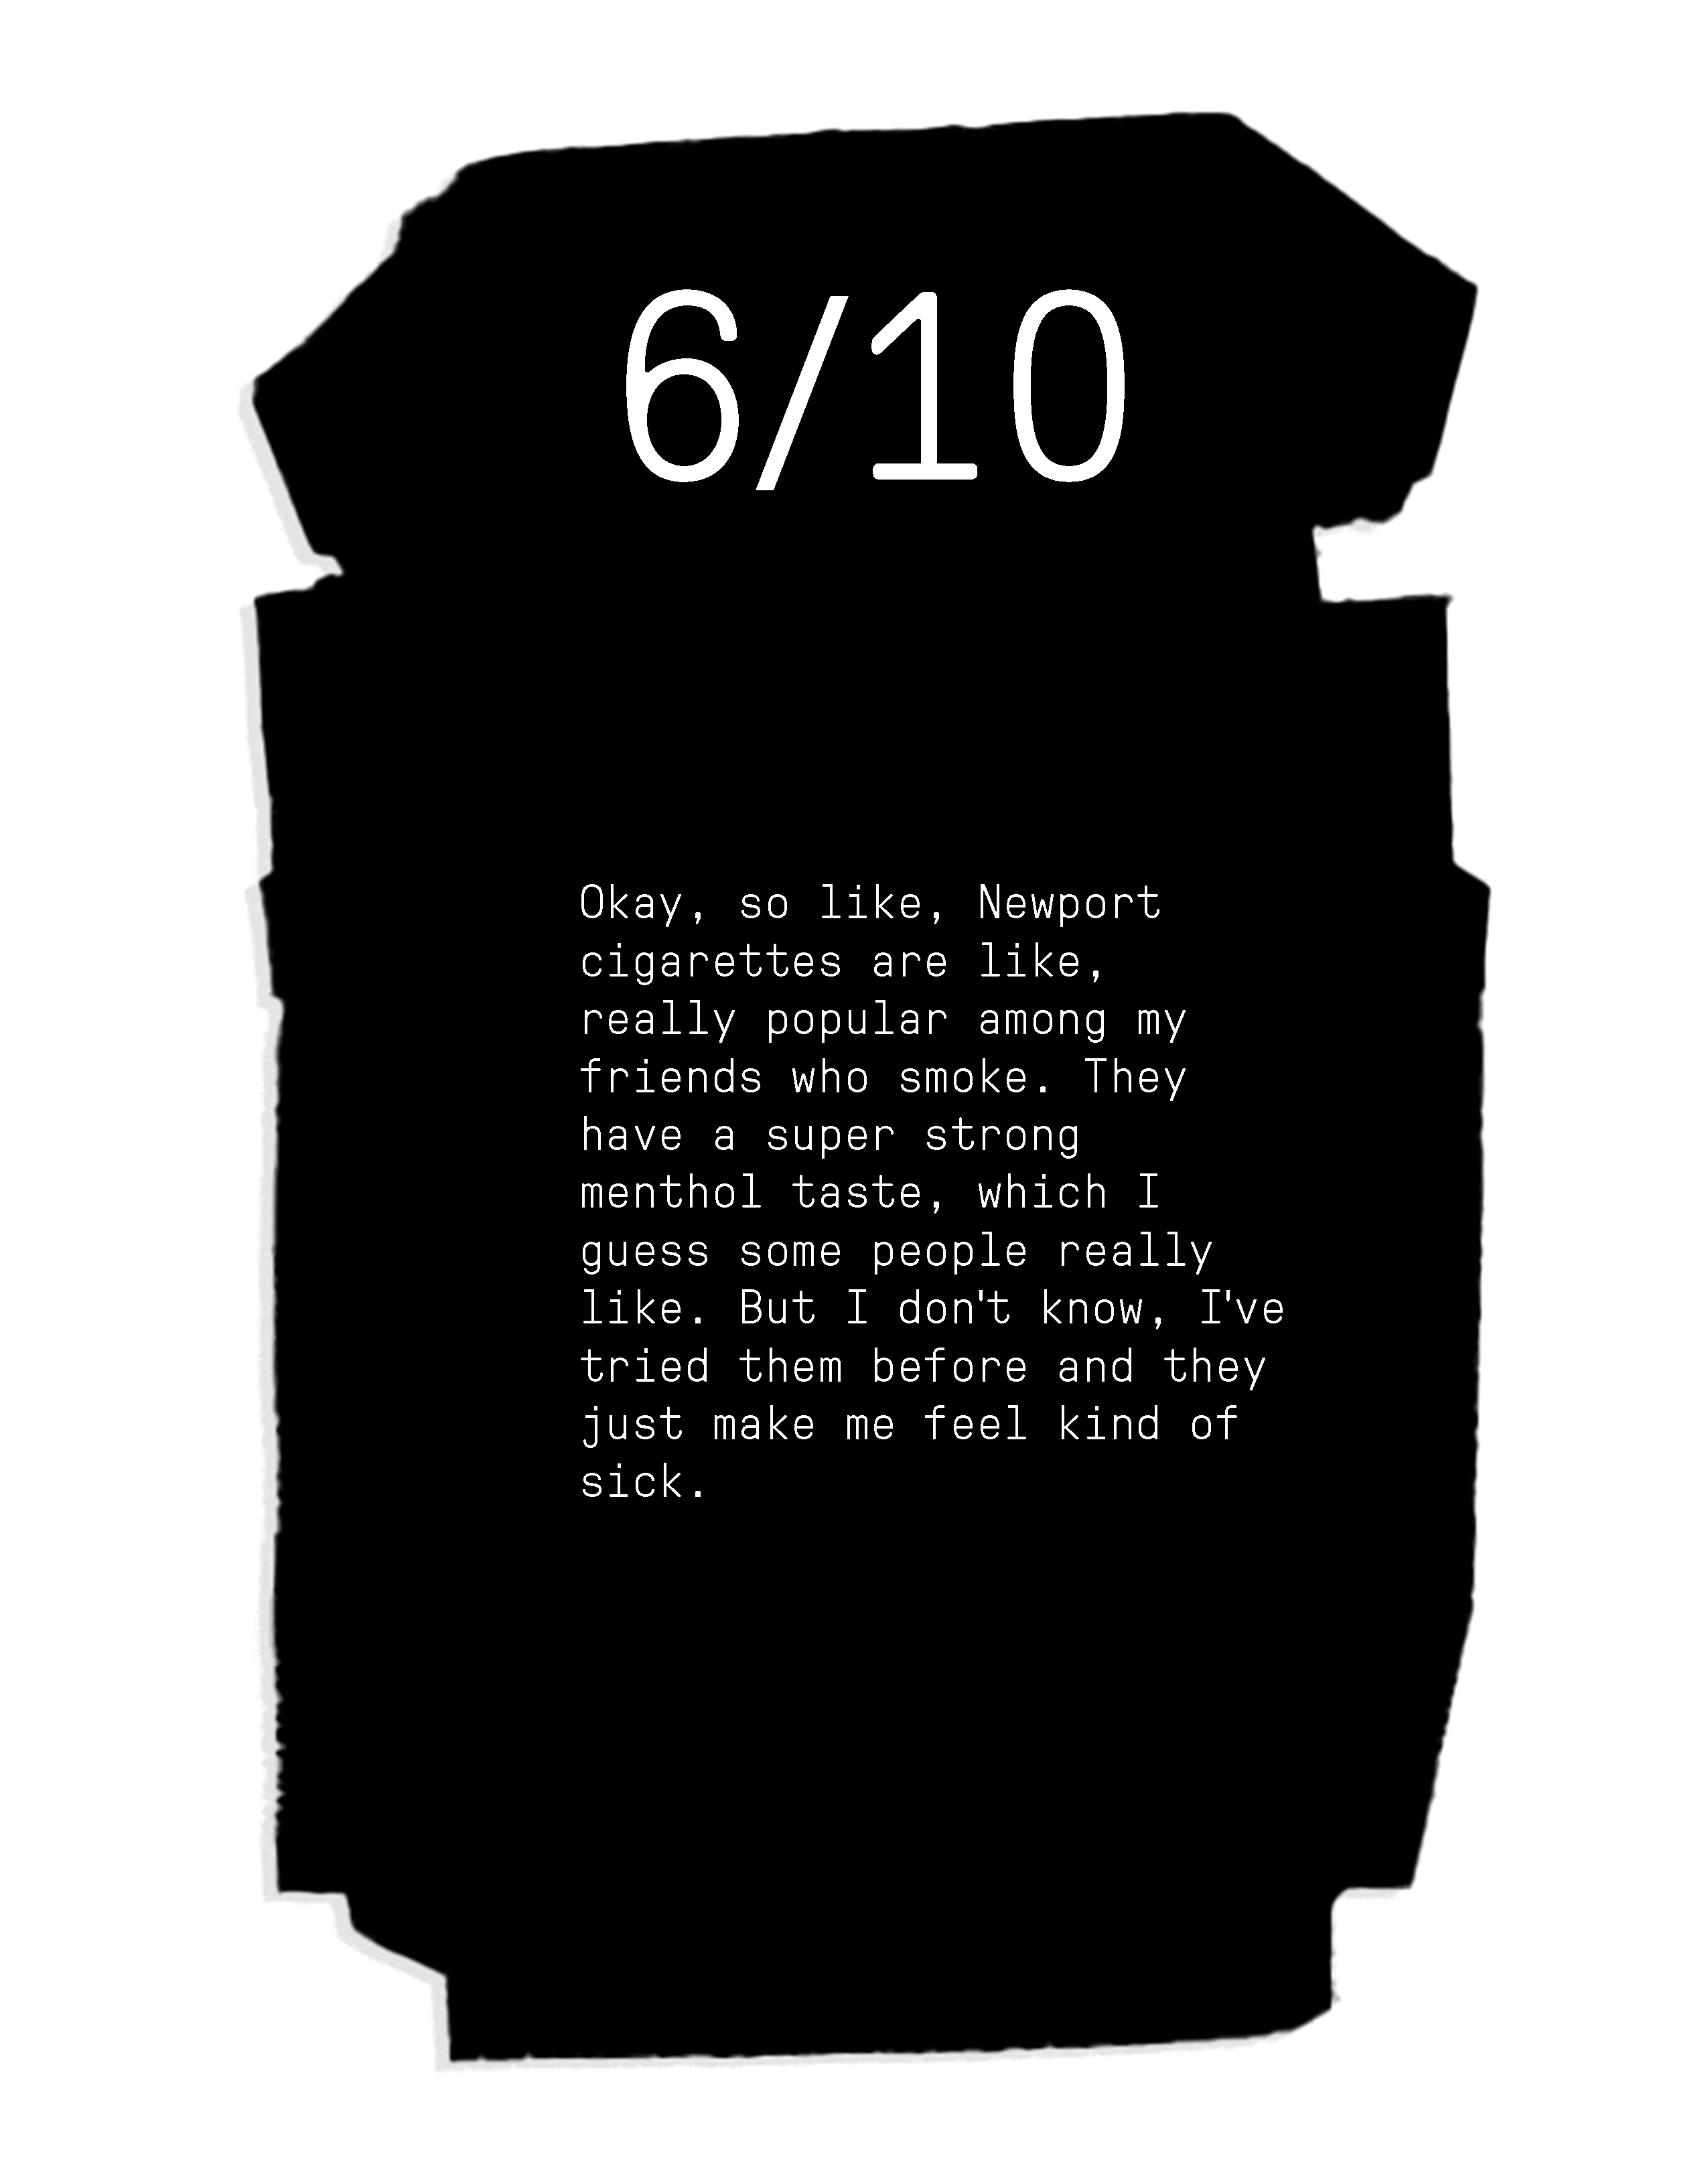 6/10
Okay, so like, Newport
cigarettes are like,
really popular among my
friends who smoke. They
have a super strong
menthol taste, which I
guess some people really
like. But I don't know, I've
tried them before and they
just make me feel kind of
sick.